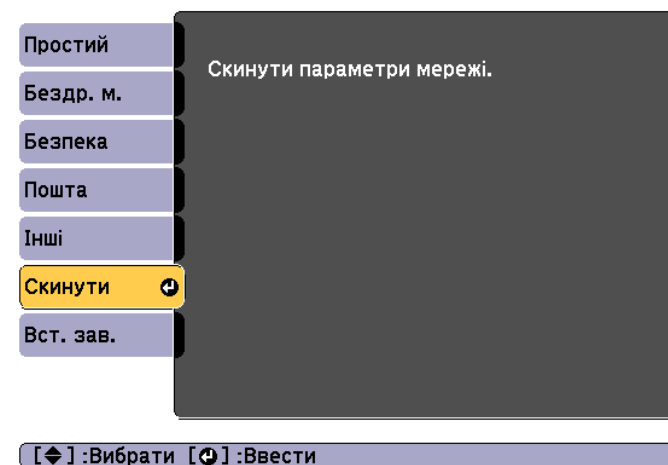 Простий
Бездр. м.
Безпека
Пошта
Інші
Скинути
Вст. зав.
Скинути параметри мережі.
[ ] :Вибрати [ ] :Ввести